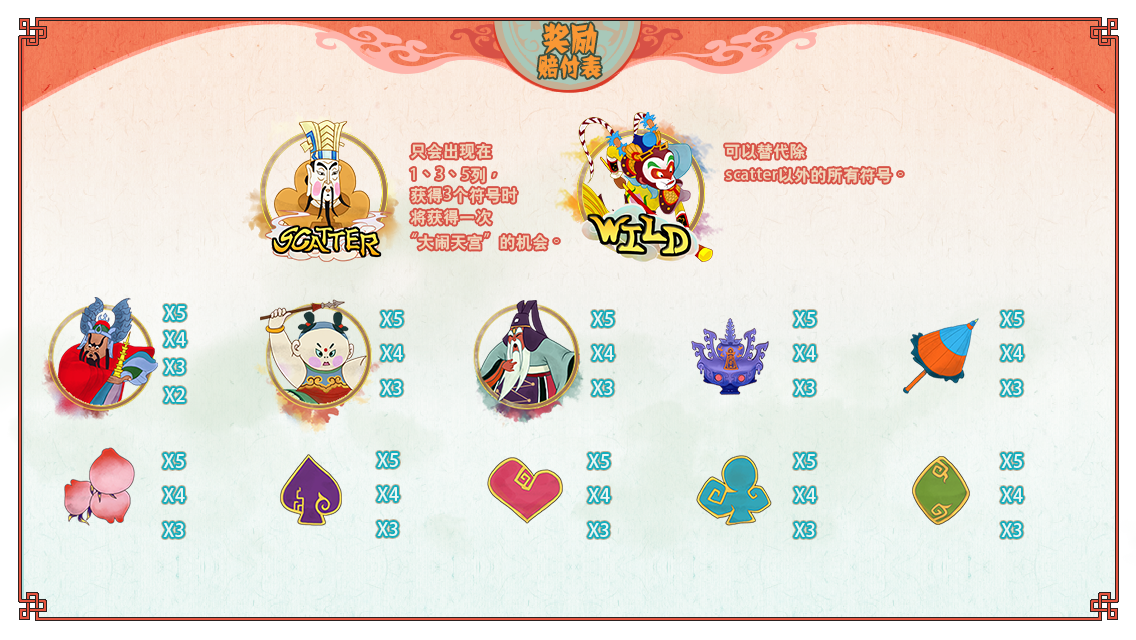 奖励
赔付表
只会出现在
1、3、5列，
获得3个符号时
将获得一次
“大闹天宫”的机会。
SCATTER
可以替代除
scatter以外的所有符号。
WILD
X5
X4
X3
X2
X5
X4
X3
X5
X4
X3
X5
X4
X3
X5
X4
X3
X5
X4
X3
X5
X4
X3
X5
X4
X3
X5
X4
X3
X5
X4
X3